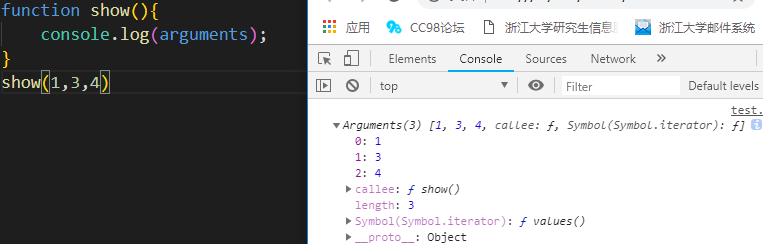 function show(){
    console.log(arguments);
}
show(1,3,4)
应用 CC98论坛 浙江大学研究生信息 浙江大学邮件系统
Elements Console Sources Network
top Filter Default levels
test.
Arguments(3) [1, 3, 4, callee: ƒ, Symbol(Symbol.iterator): ƒ]
0: 1
1: 3
2: 4
callee: ƒ show()
length: 3
Symbol(Symbol.iterator): ƒ values()
__proto__: Object